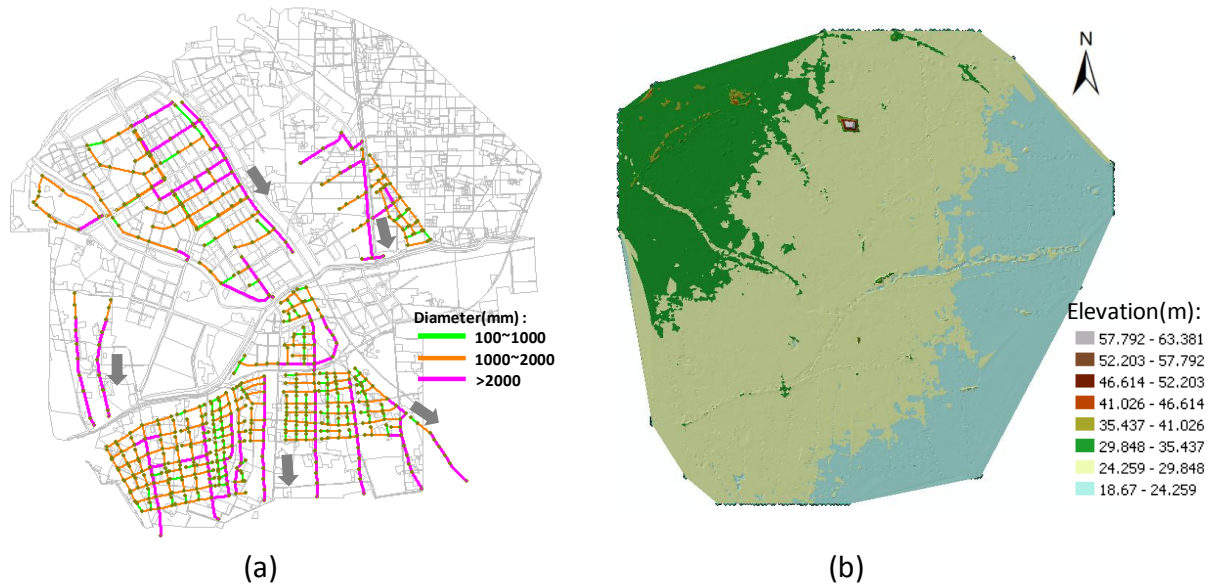 Diameter(mm) :
100~1000
1000~2000
>2000
(a)
N
Elevation(m):
57.792 - 63.381
52.203 - 57.792
46.614 - 52.203
41.026 - 46.614
35.437 - 41.026
29.848 - 35.437
24.259 - 29.848
18.67 - 24.259
(b)